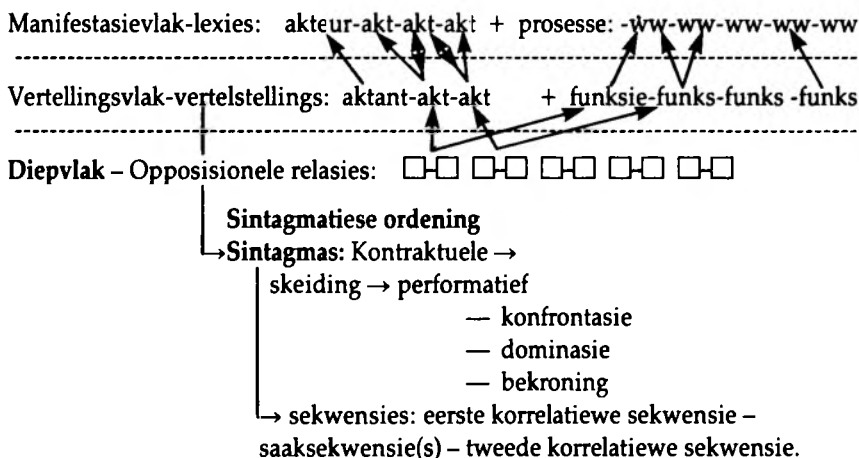 Manifestasievlak-lexies: akteur-akt-akt-akt + prosesse: -ww-ww-ww-ww-ww
Vertellingsvlak-vertelstellings: aktant-akt-akt + funksie-funks-funks -funks
Diepvlak – Opposisionele relasies:
Sintagmatiese ordening
→Sintagmas: Kontraktuele →
skeiding → performatief
— konfrontasie
— dominasie
— bekroning
→ sekwensies: eerste korrelatiewe sekwensie –
saaksekwensie(s) – tweede korrelatiewe sekwensie.